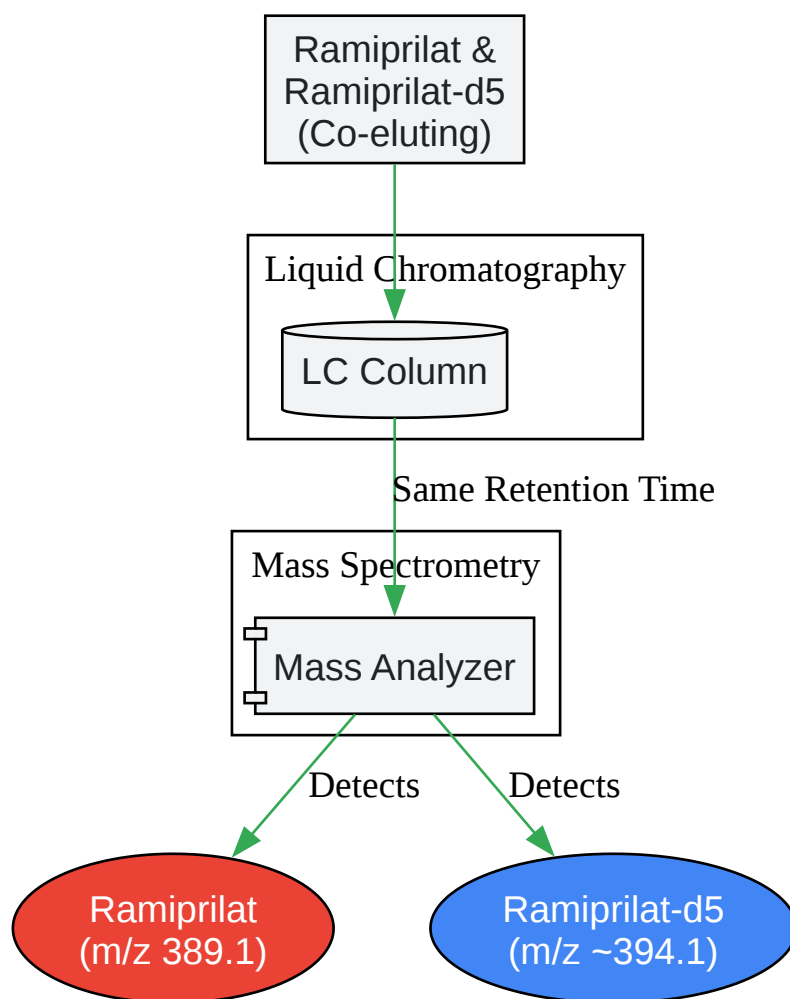 Ramiprilat &
Ramiprilat-d5
(Co-eluting)
Liquid Chromatography
LC Column
Same Retention Time
Mass Spectrometry
Mass Analyzer
Detects
Detects
Ramiprilat
(m/z 389.1)
Ramiprilat-d5
(m/z ~394.1)